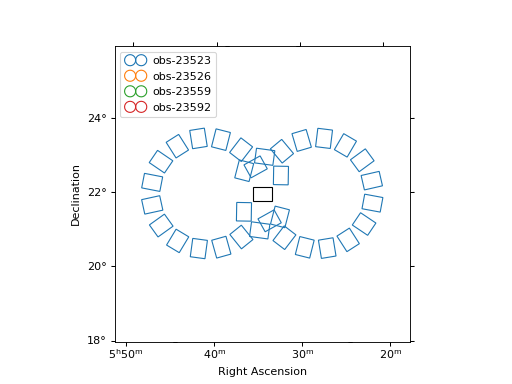 obs-23523
obs-23526
obs-23559
obs-23592
24°
22°
20°
18°
Declination
5ʰ50ᵐ 40ᵐ 30ᵐ 20ᵐ
Right Ascension